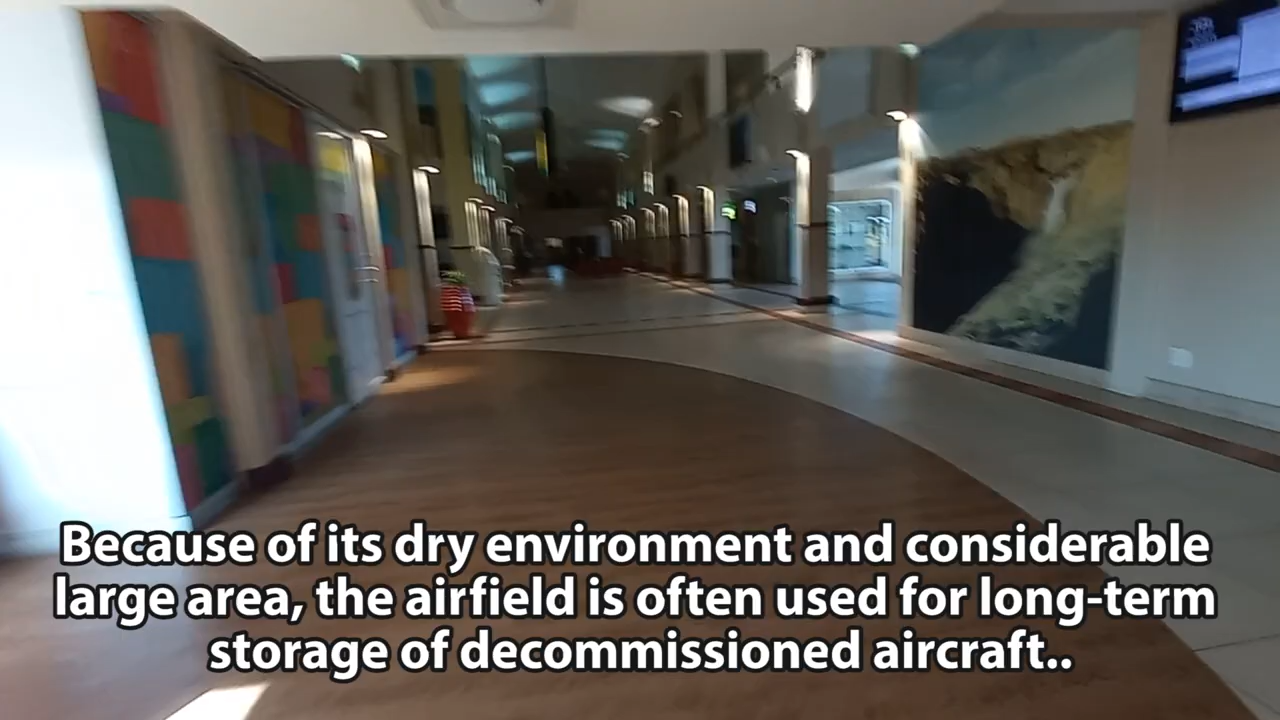 Because of its dry environment and considerable
large area, the airfield is often used for long-term
storage of decommissioned aircraft..